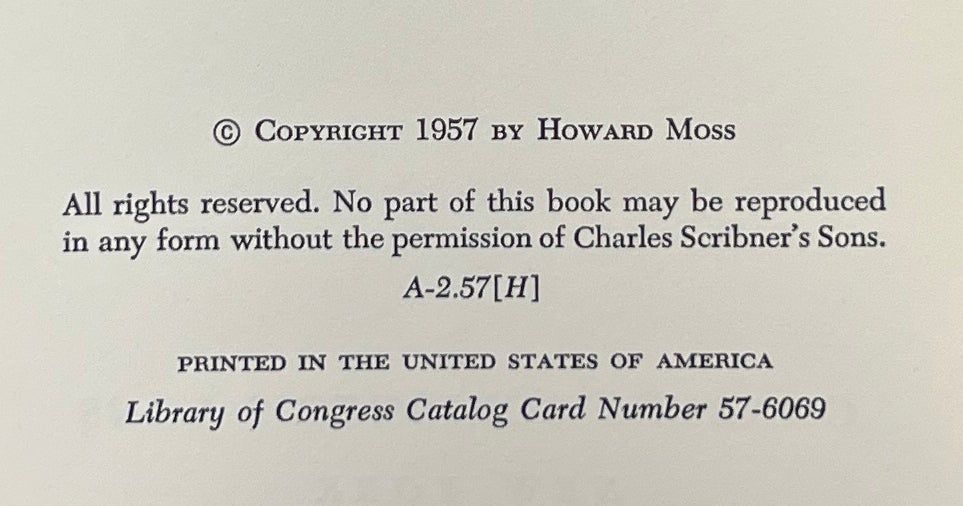 © Copyright 1957 by Howard Moss
All rights reserved. No part of this book may be reproduced
in any form without the permission of Charles Scribner's Sons.
A-2.57[H]
PRINTED IN THE UNITED STATES OF AMERICA
Library of Congress Catalog Card Number 57-6069